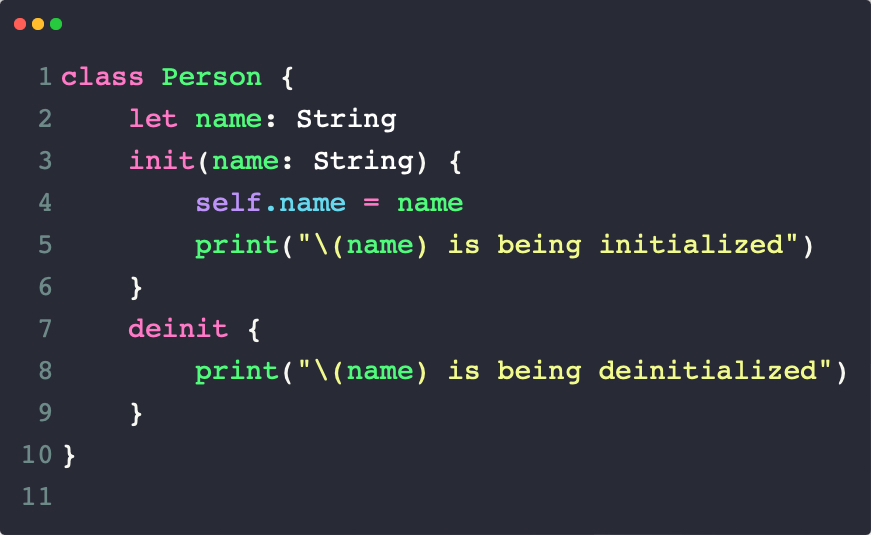 1 class Person {
2     let name: String
3     init(name: String) {
4         self.name = name
5         print("\(name) is being initialized")
6     }
7     deinit {
8         print("\(name) is being deinitialized")
9     }
10 }
11